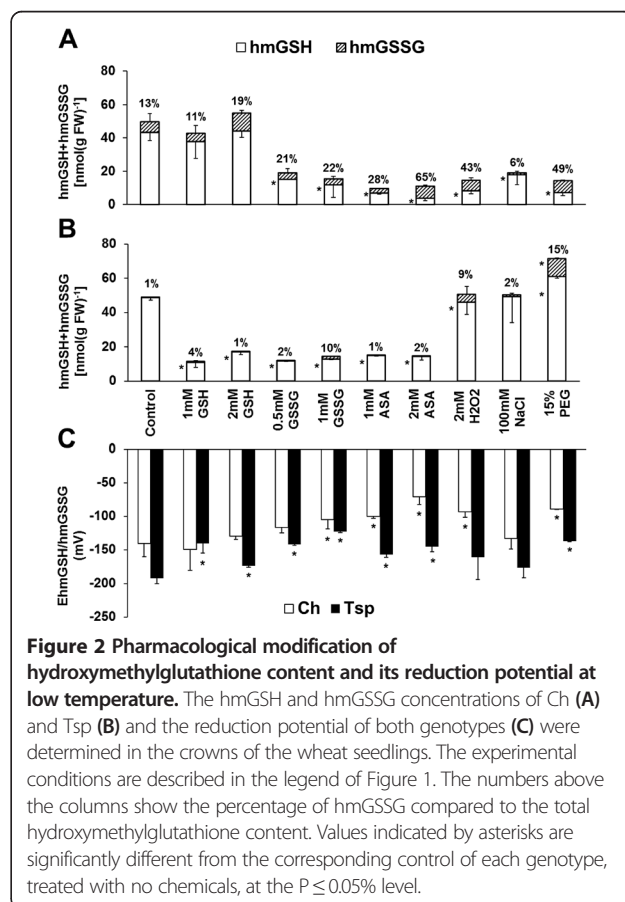 A
hmGSH hmGSSG
hmGSH+hmGSSG
[nmol(g FW)-1]
80
60
40
20
0
13%
11%
19%
21%
22%
28%
65%
43%
6%
49%
*
*
*
*
*
*
*
B
hmGSH+hmGSSG
[nmol(g FW)-1]
80
60
40
20
0
1%
4%
1%
2%
10%
1%
2%
9%
2%
15%
*
*
*
*
*
*
*
*
*
Control
1mM GSH
2mM GSH
0.5mM GSSG
1mM GSSG
1mM ASA
2mM ASA
2mM H2O2
100mM NaCl
15% PEG
C
EhmGSH/hmGSSG
(mV)
0
-50
-100
-150
-200
-250
*
*
*
*
*
*
*
*
*
*
*
*
Ch Tsp
Figure 2 Pharmacological modification of
hydroxymethylglutathione content and its reduction potential at
low temperature. The hmGSH and hmGSSG concentrations of Ch (A)
and Tsp (B) and the reduction potential of both genotypes (C) were
determined in the crowns of the wheat seedlings. The experimental
conditions are described in the legend of Figure 1. The numbers above
the columns show the percentage of hmGSSG compared to the total
hydroxymethylglutathione content. Values indicated by asterisks are
significantly different from the corresponding control of each genotype,
treated with no chemicals, at the P ≤ 0.05% level.